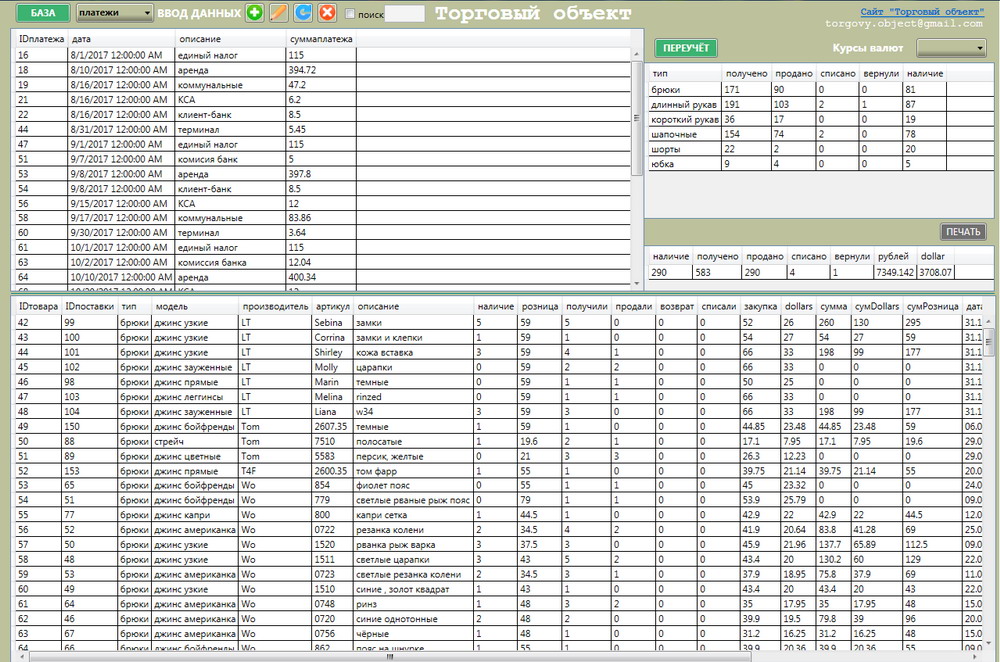 БАЗА платежи ВВОД ДАННЫХ поиск Торговый объект Сайт "Торговый объект"
torgovy.object@gmail.com
ПЕРЕУЧЁТ Курсы валют
IDплатежа дата описание суммаплатежа
16 8/1/2017 12:00:00 AM единый налог 115
18 8/10/2017 12:00:00 AM аренда 394.72
19 8/16/2017 12:00:00 AM коммунальные 47.2
21 8/16/2017 12:00:00 AM КСА 6.2
22 8/16/2017 12:00:00 AM клиент-банк 8.5
44 8/31/2017 12:00:00 AM терминал 5.45
47 9/1/2017 12:00:00 AM единый налог 115
51 9/7/2017 12:00:00 AM комисия банк 5
53 9/8/2017 12:00:00 AM аренда 397.8
54 9/8/2017 12:00:00 AM клиент-банк 8.5
56 9/15/2017 12:00:00 AM КСА 12
58 9/17/2017 12:00:00 AM коммунальные 83.86
60 9/30/2017 12:00:00 AM терминал 3.64
61 10/1/2017 12:00:00 AM единый налог 115
63 10/2/2017 12:00:00 AM комиссия банка 12.04
64 10/10/2017 12:00:00 AM аренда 400.34
тип получено продано списано вернули наличие
брюки 171 90 0 0 81
длинный рукав 191 103 2 1 87
короткий рукав 36 17 0 0 19
шапочные 154 74 2 0 78
шорты 22 2 0 0 20
юбка 9 4 0 0 5
ПЕЧАТЬ
наличие получено продано списано вернули рублей dollar
290 583 290 4 1 7349.142 3708.07
IDтовара IDпоставки тип модель производитель артикул описание наличие розница получили продали возврат списали закупка dollars сумма сумDollars сумРозница дата
42 99 брюки джинс узкие LT Sebina замки 5 59 5 0 0 0 52 26 260 130 295 31.1
43 100 брюки джинс узкие LT Corrina замки и клепки 1 59 1 0 0 0 54 27 54 27 59 31.1
44 101 брюки джинс узкие LT Shirley кожа вставка 3 59 4 1 0 0 66 33 198 99 177 31.1
45 102 брюки джинс зауженные LT Molly царапки 0 59 2 2 0 0 66 33 0 0 0 31.1
46 98 брюки джинс прямые LT Marin темные 0 59 1 1 0 0 50 25 0 0 0 31.1
47 103 брюки джинс леггинсы LT Melina rinzed 0 59 1 1 0 0 66 33 0 0 0 31.1
48 104 брюки джинс зауженные LT Liana w34 3 59 3 0 0 0 66 33 198 99 177 31.1
49 150 брюки джинс бойфренды Tom 2607.35 темные 1 59 1 0 0 0 44.85 23.48 44.85 23.48 59 06.0
50 88 брюки стрейч Tom 7510 полосатые 1 19.6 2 1 0 0 17.1 7.95 17.1 7.95 19.6 29.0
51 89 брюки джинс цветные Tom 5583 персик, желтые 0 21 3 3 0 0 26.3 12.23 0 0 0 29.0
52 153 брюки джинс прямые T4F 2600.35 том фарр 1 55 1 0 0 0 39.75 21.14 39.75 21.14 55 20.0
53 65 брюки джинс бойфренды Wo 854 фиолет пояс 0 55 1 1 0 0 45 23.32 0 0 0 24.0
54 51 брюки джинс бойфренды Wo 779 светлые рваные рыж пояс 0 79 1 1 0 0 53.9 25.79 0 0 0 09.0
55 77 брюки джинс капри Wo 800 капри сетка 1 44.5 1 0 0 0 42.9 22 42.9 22 44.5 12.0
56 52 брюки джинс американка Wo 0722 резанка колени 2 34.5 4 2 0 0 41.9 20.64 83.8 41.28 69 25.0
57 50 брюки джинс узкие Wo 1520 рванка рыж варка 3 37.5 3 0 0 0 45.9 21.96 137.7 65.89 112.5 09.0
58 48 брюки джинс узкие Wo 1511 светлые царапки 3 43 5 2 0 0 43.4 20 130.2 60 129 22.0
59 53 брюки джинс американка Wo 0723 светлые резанка колени 2 34.5 3 1 0 0 37.9 18.95 75.8 37.9 69 11.0
60 49 брюки джинс узкие Wo 1510 синие , золот квадрат 1 43 1 0 0 0 43.4 20 43.4 20 43 22.0
61 64 брюки джинс американка Wo 0748 ринз 1 48 3 2 0 0 35 17.95 35 17.95 48 15.0
62 46 брюки джинс американка Wo 0720 синие однотонные 2 48 2 0 0 0 39.9 19.5 79.8 39 96 20.0
63 67 брюки джинс американка Wo 0756 чёрные 1 48 1 0 0 0 31.2 16.25 31.2 16.25 48 15.0
64 66 брюки джинс бойфренды Wo 862 пояс на шнурке 1 55 1 0 0 0 39.9 20.36 39.9 20.36 55 09.0